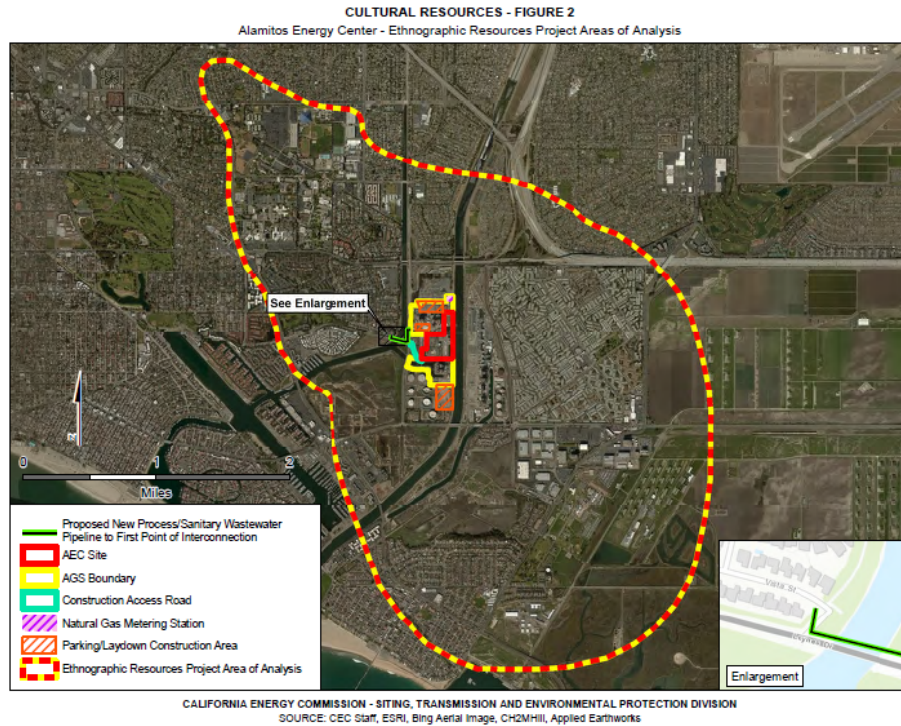 CULTURAL RESOURCES - FIGURE 2
Alamitos Energy Center - Ethnographic Resources Project Areas of Analysis
See Enlargement
0 1 2
Miles
Proposed New Process/Sanitary Wastewater
Pipeline to First Point of Interconnection
AEC Site
AGS Boundary
Construction Access Road
Natural Gas Metering Station
Parking/Laydown Construction Area
Ethnographic Resources Project Area of Analysis
Enlargement
CALIFORNIA ENERGY COMMISSION - SITING, TRANSMISSION AND ENVIRONMENTAL PROTECTION DIVISION
SOURCE: CEC Staff, ESRI, Bing Aerial Image, CH2MHill, Applied Earthworks